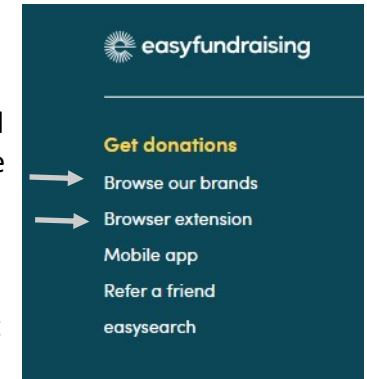 easyfundraising
Get donations
Browse our brands
Browser extension
Mobile app
Refer a friend
easysearch